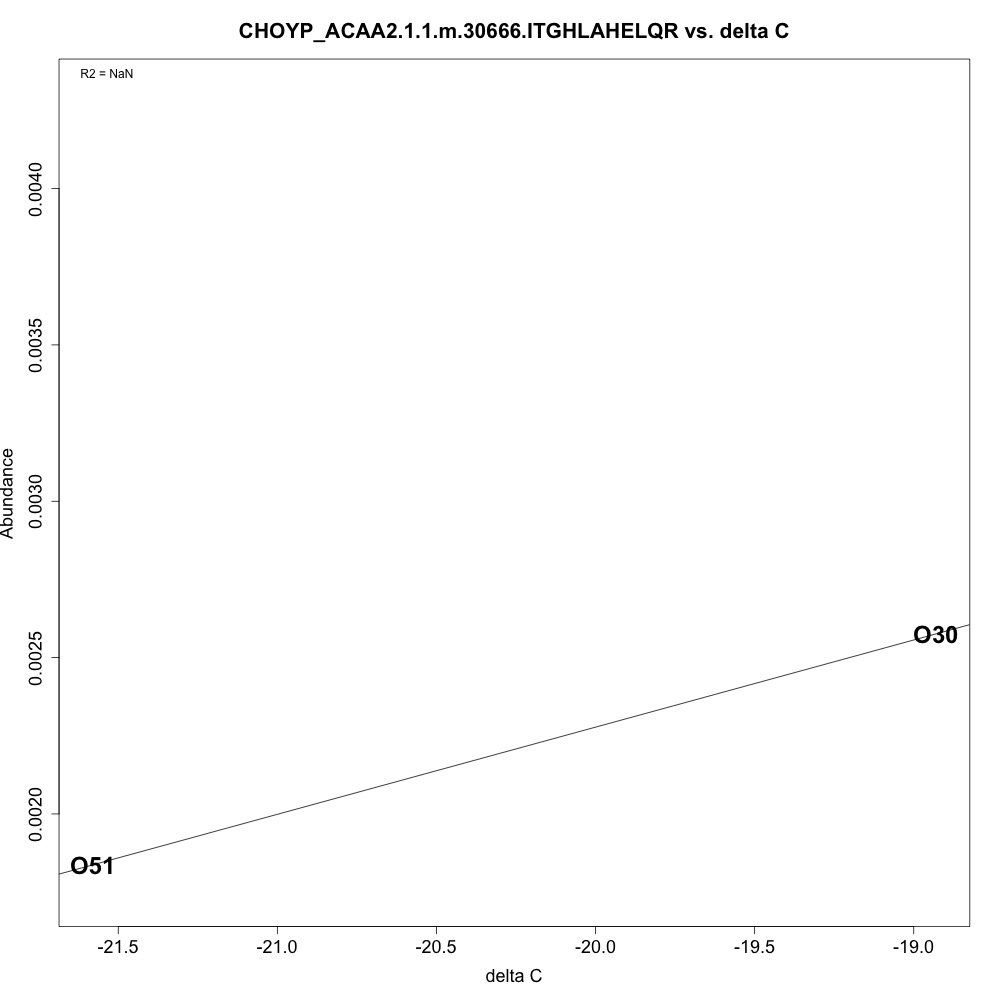 CHOYP_ACAA2.1.1.m.30666.ITGHLAHELQR vs. delta C
R2 = NaN
0.0040
0.0035
0.0030
0.0025
0.0020
Abundance
O30
O51
-21.5 -21.0 -20.5 -20.0 -19.5 -19.0
delta C